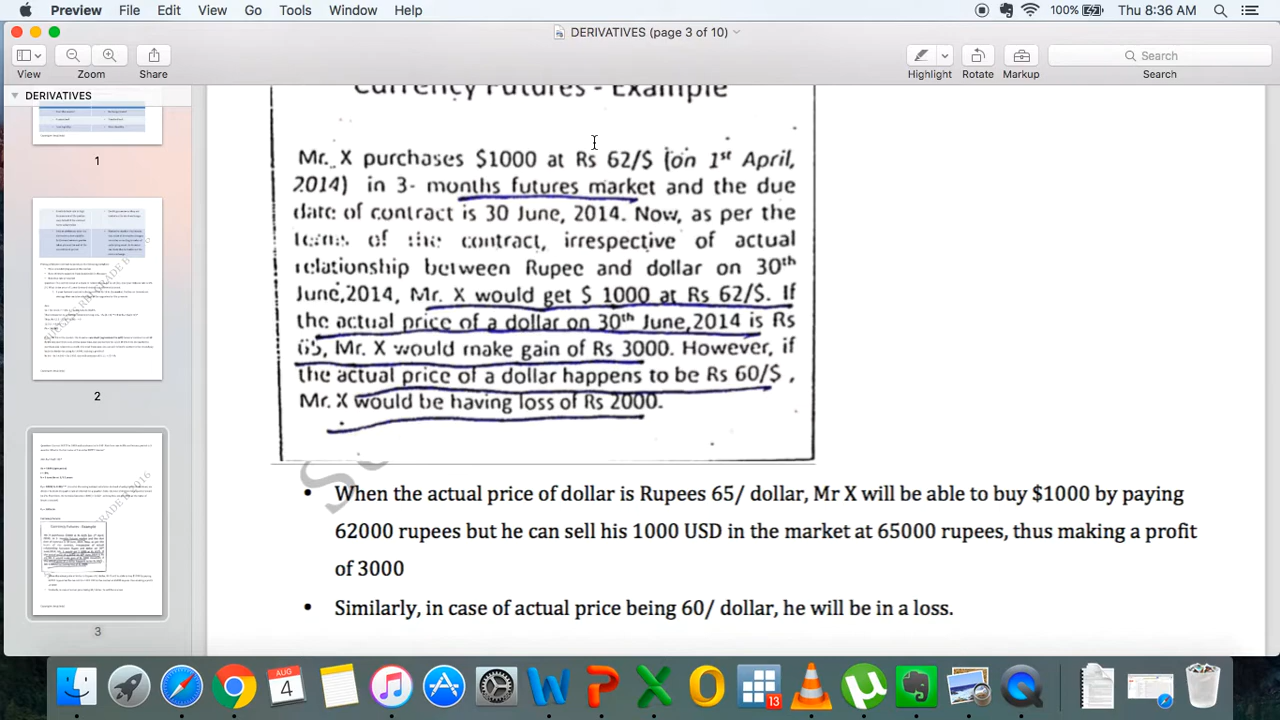 Preview File Edit View Go Tools Window Help 100% Thu 8:36 AM
DERIVATIVES (page 3 of 10)
View Zoom Share Highlight Rotate Markup Search
Search
DERIVATIVES
1
2
3
Currency Futures - Example
Mr. X purchases $1000 at Rs 62/$ (on 1st April,
2014) in 3- months futures market and the due
date of contract is 30 June, 2014. Now, as per the
terms of the contract, irrespective of actual
relationship between Rupee and dollar on 30th
June,2014, Mr. X would get $ 1000 at Rs 62/$. If
the actual price of a dollar on 30th June,2014 is Rs
65, Mr. X would make gain of Rs 3000. However, if
the actual price of a dollar happens to be Rs 60/$ ,
Mr. X would be having loss of Rs 2000.
• When the actual price of dollar is Rupees 65/ dollar, Mr X will be able to buy $1000 by paying
62000 rupees but he can sell his 1000 USD in the market at 65000 rupees, thus making a profit
of 3000
• Similarly, in case of actual price being 60/ dollar, he will be in a loss.
AUG
4
13